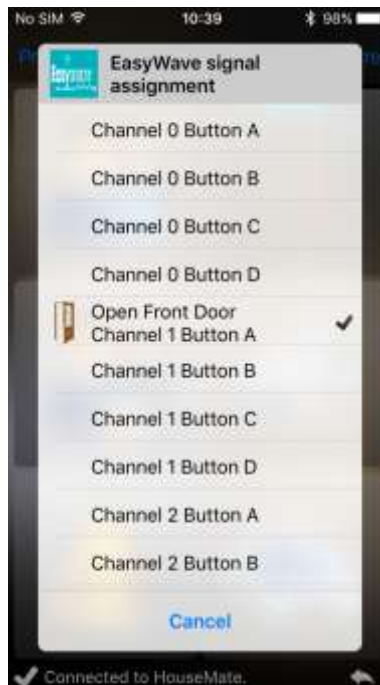 No SIM 10:39 98%
EasyWave signal
assignment
Channel 0 Button A
Channel 0 Button B
Channel 0 Button C
Channel 0 Button D
Open Front Door
Channel 1 Button A
Channel 1 Button B
Channel 1 Button C
Channel 1 Button D
Channel 2 Button A
Channel 2 Button B
Cancel
Connected to HouseMate.